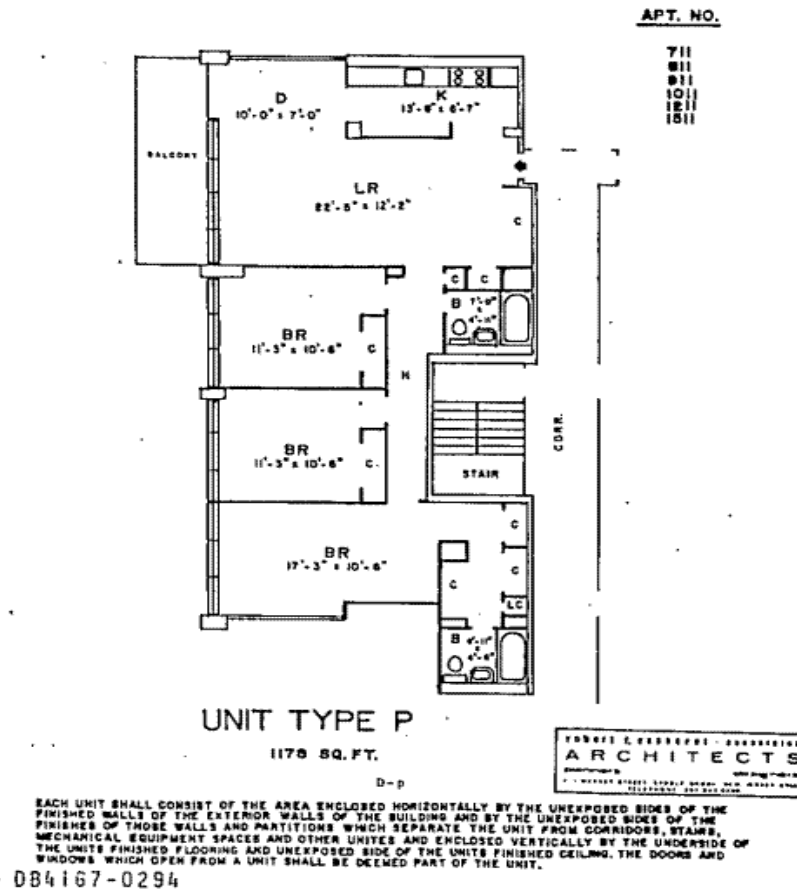 APT. NO.
711
811
911
1011
1211
1511
D
10'-0" x 7'-0"
K
13'-8" x 6'-7"
BALCONY
LR
22'-5" x 12'-2"
C
C
C
B
BR
11'-3" x 10'-6"
C
H
BR
11'-3" x 10'-6"
C
STAIR
CORR.
BR
17'-3" x 10'-6"
C
C
C
LC
B
UNIT TYPE P
1178 SQ. FT.
D-p
ARCHITECTS
EACH UNIT SHALL CONSIST OF THE AREA ENCLOSED HORIZONTALLY BY THE UNEXPOSED SIDES OF THE
FINISHED WALLS OF THE EXTERIOR WALLS OF THE BUILDING AND BY THE UNEXPOSED SIDES OF THE
FINISHES OF THOSE WALLS AND PARTITIONS WHICH SEPARATE THE UNIT FROM CORRIDORS, STAIRS,
MECHANICAL EQUIPMENT SPACES AND OTHER UNITES AND ENCLOSED VERTICALLY BY THE UNDERSIDE OF
THE UNITS FINISHED FLOORING AND UNEXPOSED SIDE OF THE UNITS FINISHED CEILING. THE DOORS AND
WINDOWS WHICH OPEN FROM A UNIT SHALL BE DEEMED PART OF THE UNIT.
DB4167-0294